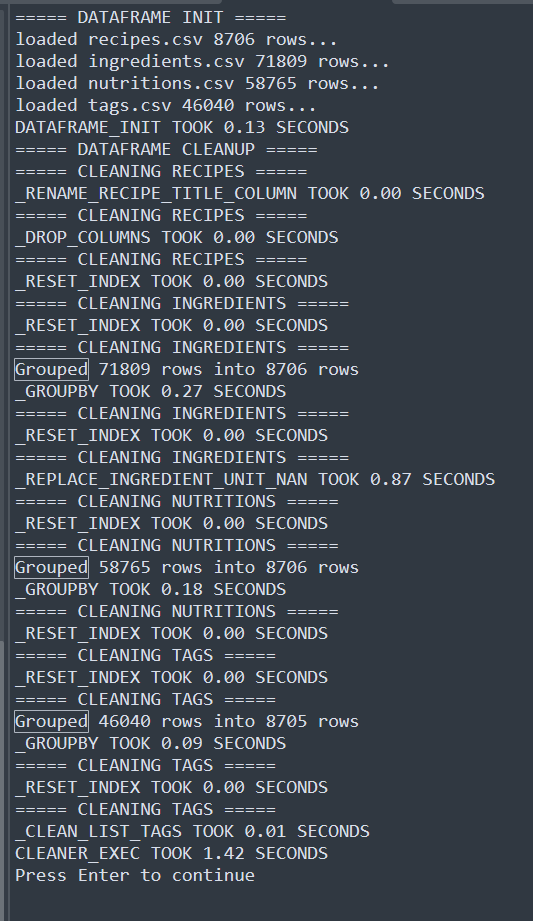 ===== DATAFRAME INIT =====
loaded recipes.csv 8706 rows...
loaded ingredients.csv 71809 rows...
loaded nutritions.csv 58765 rows...
loaded tags.csv 46040 rows...
DATAFRAME_INIT TOOK 0.13 SECONDS
===== DATAFRAME CLEANUP =====
===== CLEANING RECIPES =====
_RENAME_RECIPE_TITLE_COLUMN TOOK 0.00 SECONDS
===== CLEANING RECIPES =====
_DROP_COLUMNS TOOK 0.00 SECONDS
===== CLEANING RECIPES =====
_RESET_INDEX TOOK 0.00 SECONDS
===== CLEANING INGREDIENTS =====
_RESET_INDEX TOOK 0.00 SECONDS
===== CLEANING INGREDIENTS =====
Grouped 71809 rows into 8706 rows
_GROUPBY TOOK 0.27 SECONDS
===== CLEANING INGREDIENTS =====
_RESET_INDEX TOOK 0.00 SECONDS
===== CLEANING INGREDIENTS =====
_REPLACE_INGREDIENT_UNIT_NAN TOOK 0.87 SECONDS
===== CLEANING NUTRITIONS =====
_RESET_INDEX TOOK 0.00 SECONDS
===== CLEANING NUTRITIONS =====
Grouped 58765 rows into 8706 rows
_GROUPBY TOOK 0.18 SECONDS
===== CLEANING NUTRITIONS =====
_RESET_INDEX TOOK 0.00 SECONDS
===== CLEANING TAGS =====
_RESET_INDEX TOOK 0.00 SECONDS
===== CLEANING TAGS =====
Grouped 46040 rows into 8705 rows
_GROUPBY TOOK 0.09 SECONDS
===== CLEANING TAGS =====
_RESET_INDEX TOOK 0.00 SECONDS
===== CLEANING TAGS =====
_CLEAN_LIST_TAGS TOOK 0.01 SECONDS
CLEANER_EXEC TOOK 1.42 SECONDS
Press Enter to continue